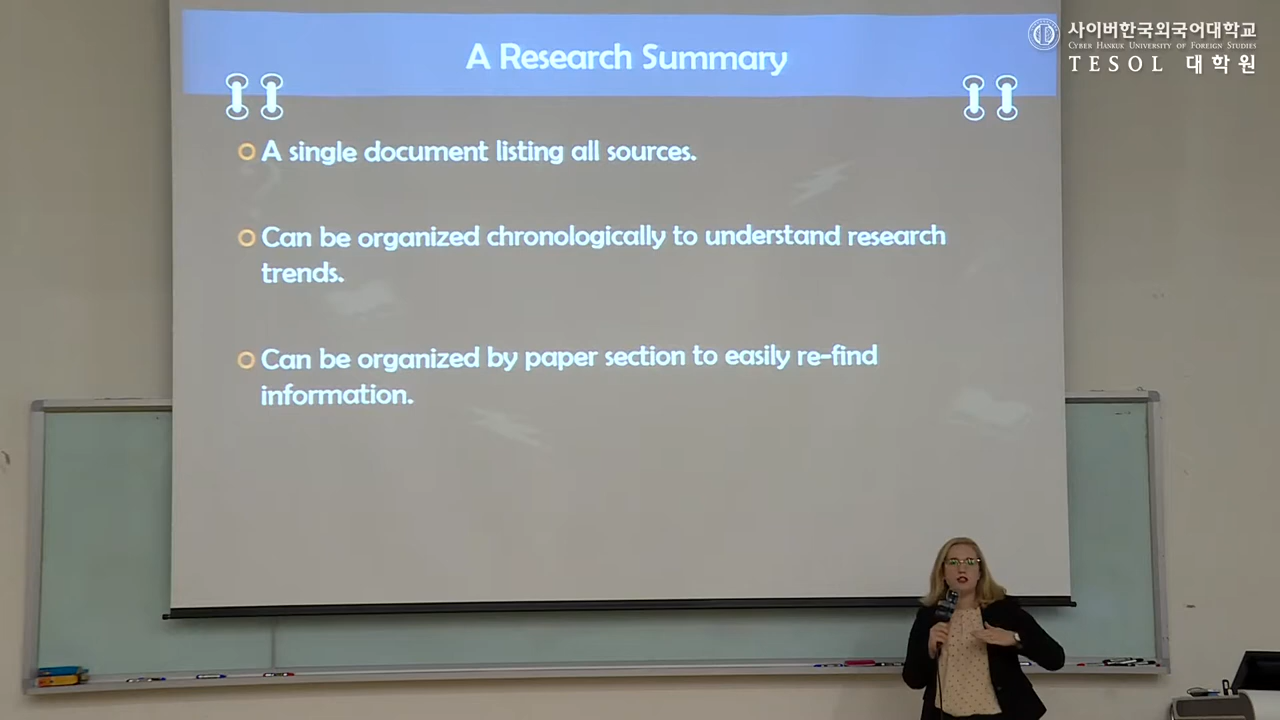 A Research Summary
사이버한국외국어대학교
CYBER HANKUK UNIVERSITY OF FOREIGN STUDIES
TESOL 대학원
A single document listing all sources.
Can be organized chronologically to understand research
trends.
Can be organized by paper section to easily re-find
information.